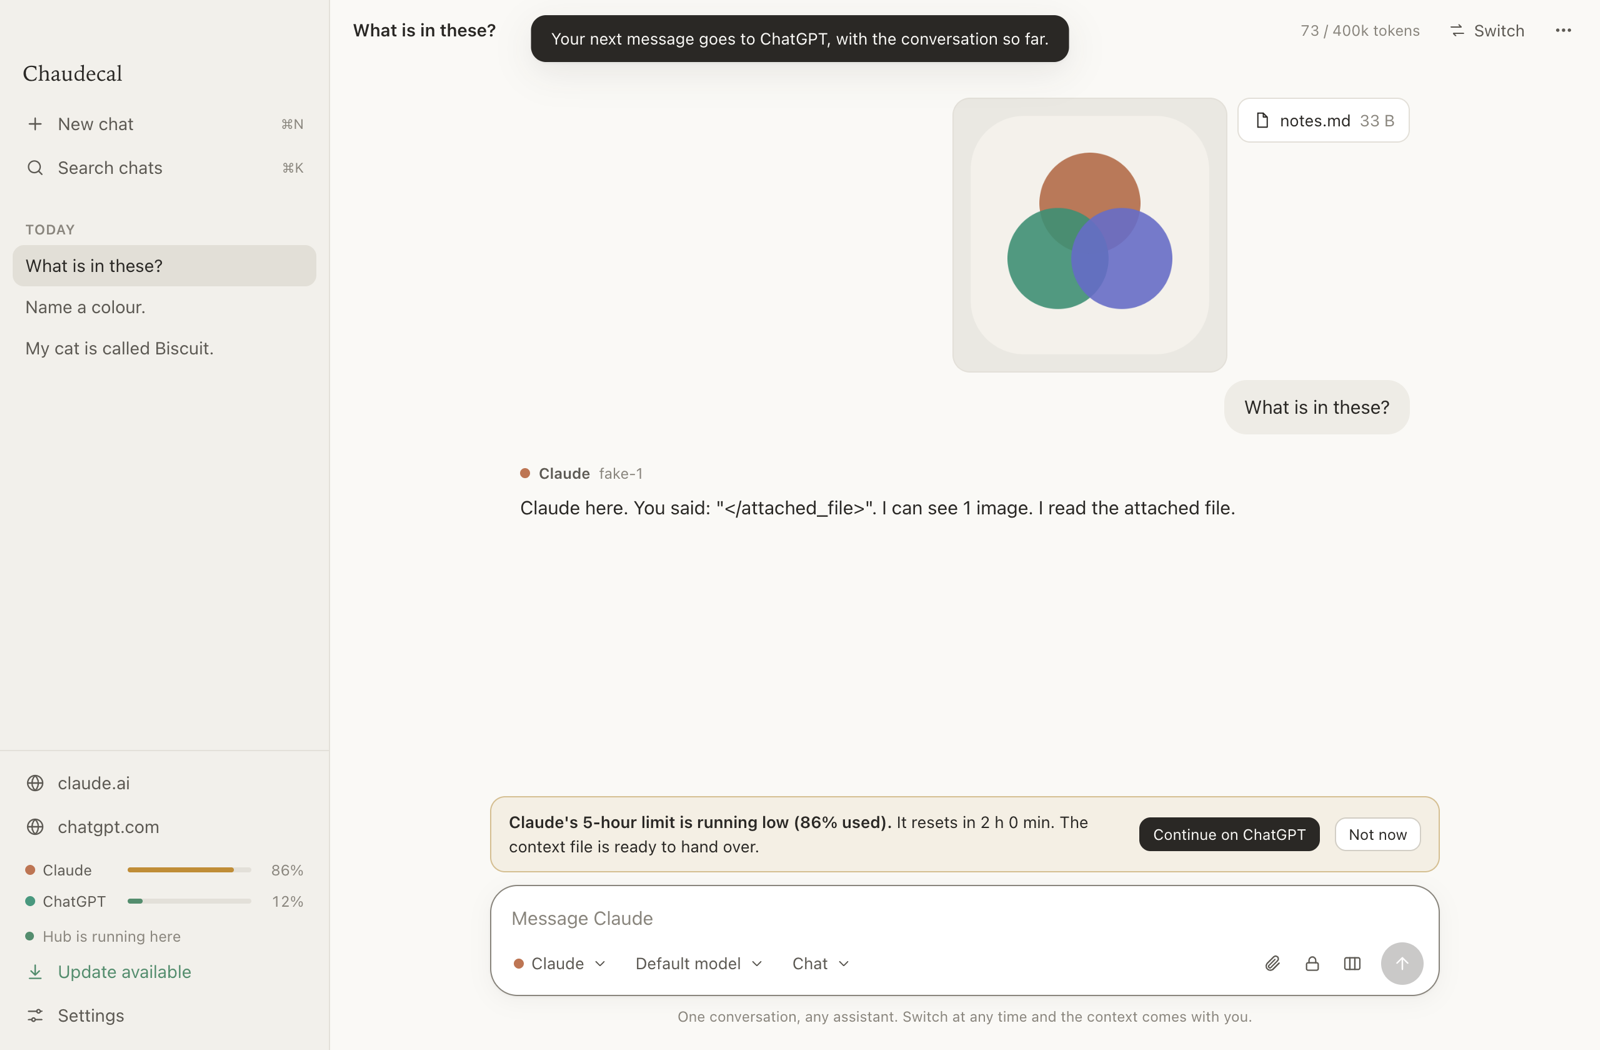 Chaudecal
New chat ⌘N
Search chats ⌘K
TODAY
What is in these?
Name a colour.
My cat is called Biscuit.
claude.ai
chatgpt.com
Claude 86%
ChatGPT 12%
Hub is running here
Update available
Settings
What is in these?
Your next message goes to ChatGPT, with the conversation so far.
73 / 400k tokens
Switch
notes.md 33 B
What is in these?
Claude fake-1
Claude here. You said: "</attached_file>". I can see 1 image. I read the attached file.
Claude's 5-hour limit is running low (86% used). It resets in 2 h 0 min. The
context file is ready to hand over.
Continue on ChatGPT
Not now
Message Claude
Claude
Default model
Chat
One conversation, any assistant. Switch at any time and the context comes with you.